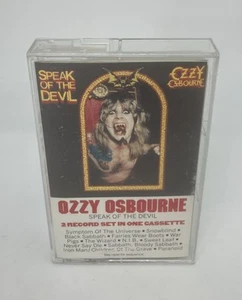 SPEAK OF THE DEVIL
OZZY OSBOURNE
OZZY OSBOURNE
SPEAK OF THE DEVIL
2 RECORD SET IN ONE CASSETTE
Symptom Of The Universe • Snowblind •
Black Sabbath • Fairies Wear Boots • War
Pigs • The Wizard • N.I.B. • Sweet Leaf •
Never Say Die • Sabbath, Bloody Sabbath •
Iron Man/Children Of The Grave • Paranoid